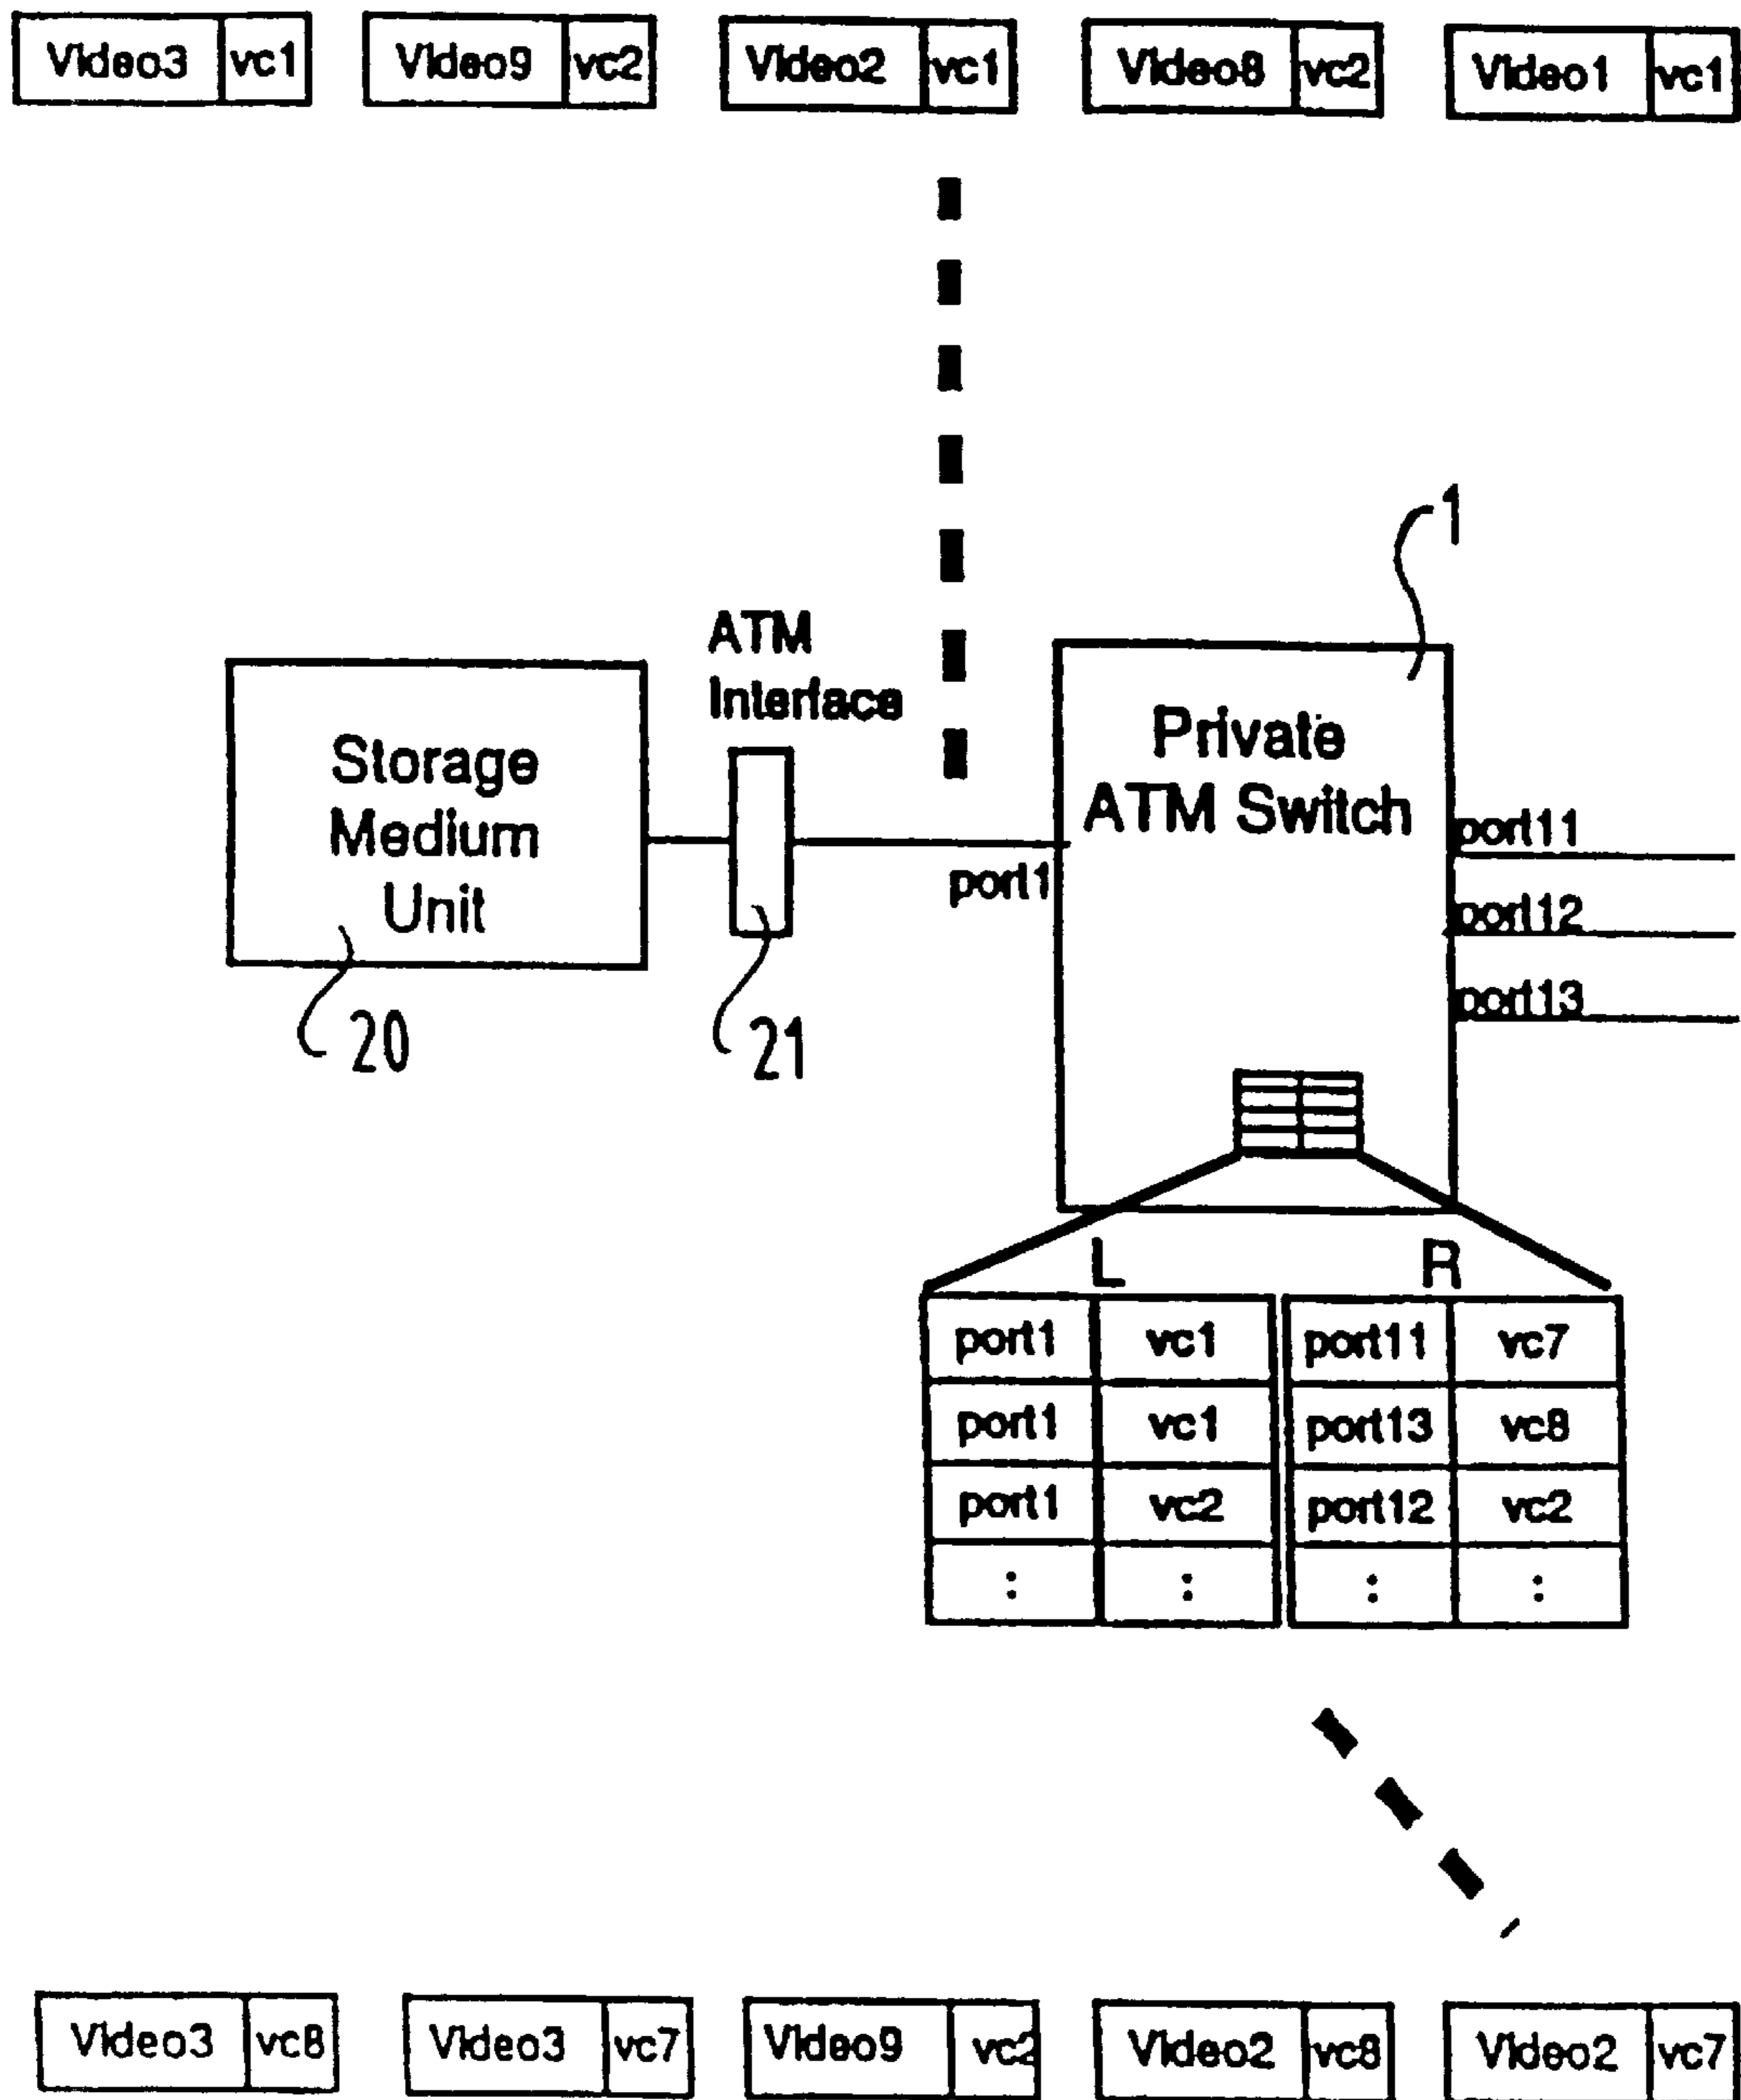 Video3 vc1 Video9 vc2 Video2 vc1 Video8 vc2 Video1 vc1
1
ATM
Interface
Storage
Medium
Unit
Private
ATM Switch
port1
port11
port12
port13
20
21
L R
port1 vc1 port11 vc7
port1 vc1 port13 vc8
port1 vc2 port12 vc2
: : : :
Video3 vc8 Video3 vc7 Video9 vc2 Video2 vc8 Video2 vc7